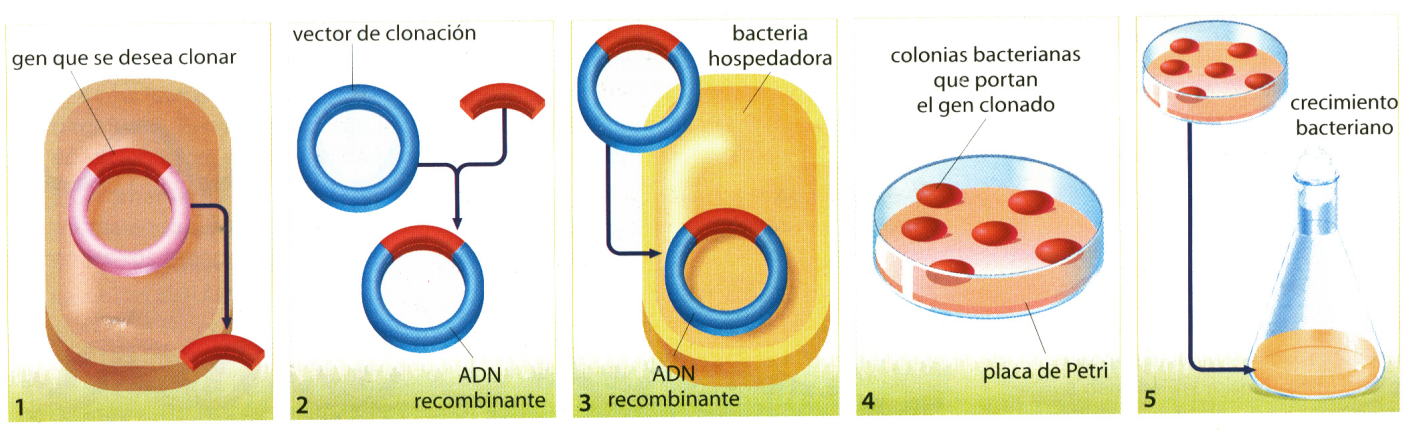 gen que se desea clonar
1
vector de clonación
ADN
recombinante
2
bacteria
hospedadora
ADN
recombinante
3
colonias bacterianas
que portan
el gen clonado
placa de Petri
4
crecimiento
bacteriano
5